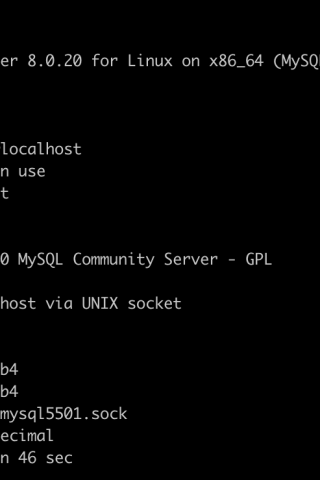 er 8.0.20 for Linux on x86_64 (MySQL
localhost
n use
t
0 MySQL Community Server - GPL
host via UNIX socket
b4
b4
mysql5501.sock
ecimal
n 46 sec